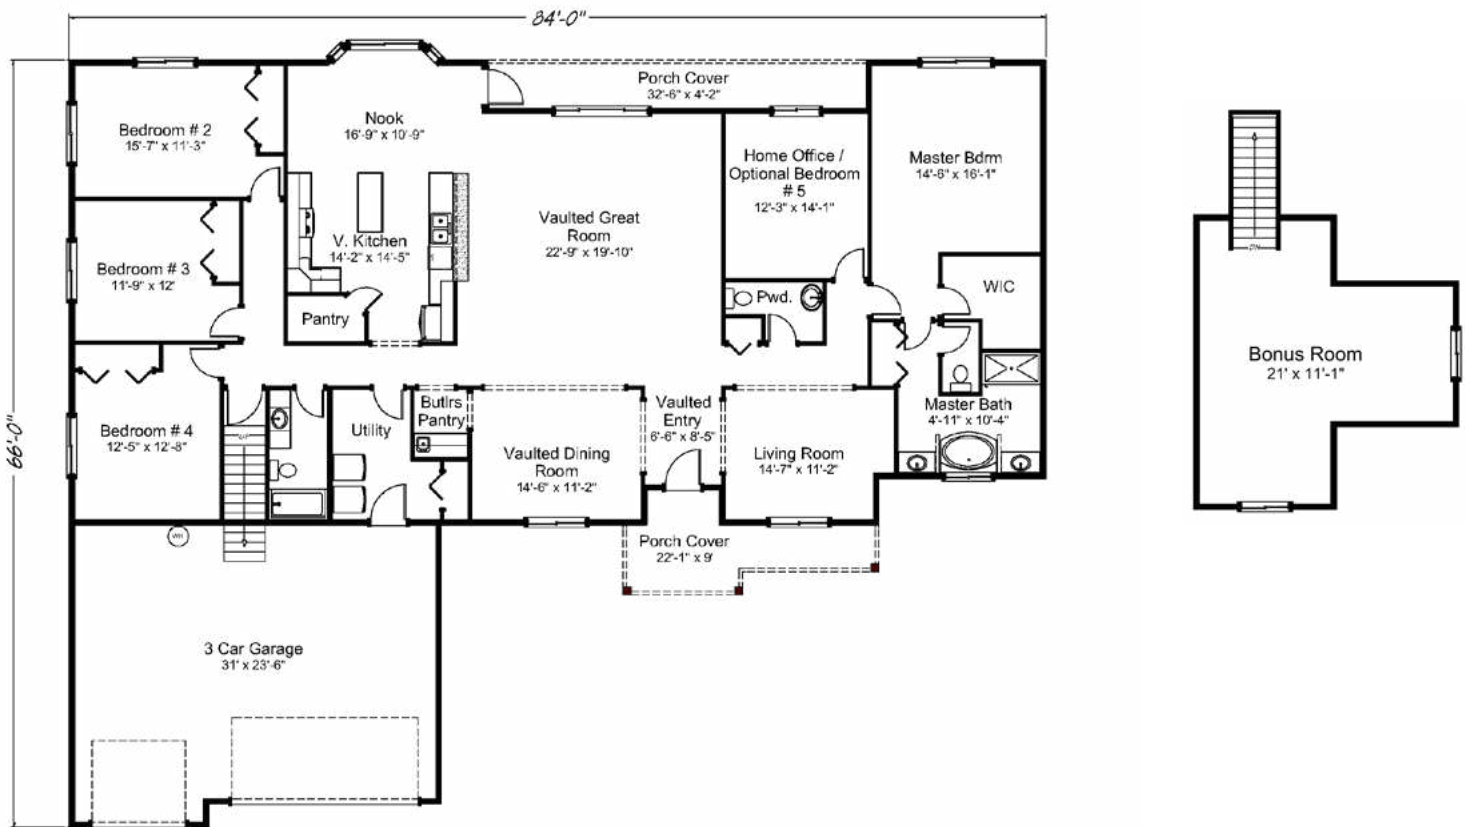 84'-0"
66'-0"
Porch Cover
32'-6" x 4'-2"
Bedroom # 2
15'-7" x 11'-3"
Nook
16'-9" x 10'-9"
Home Office /
Optional Bedroom
# 5
12'-3" x 14'-1"
Master Bdrm
14'-6" x 16'-1"
Vaulted Great
Room
22'-9" x 19'-10"
V. Kitchen
14'-2" x 14'-5"
Bedroom # 3
11'-9" x 12'
Pantry
Pwd.
WIC
Bedroom # 4
12'-5" x 12'-8"
UP
Utility
Butlrs
Pantry
Vaulted Dining
Room
14'-6" x 11'-2"
Vaulted
Entry
6'-6" x 8'-5"
Living Room
14'-7" x 11'-2"
Master Bath
4'-11" x 10'-4"
Porch Cover
22'-1" x 9'
WH
3 Car Garage
31' x 23'-6"
DN
Bonus Room
21' x 11'-1"